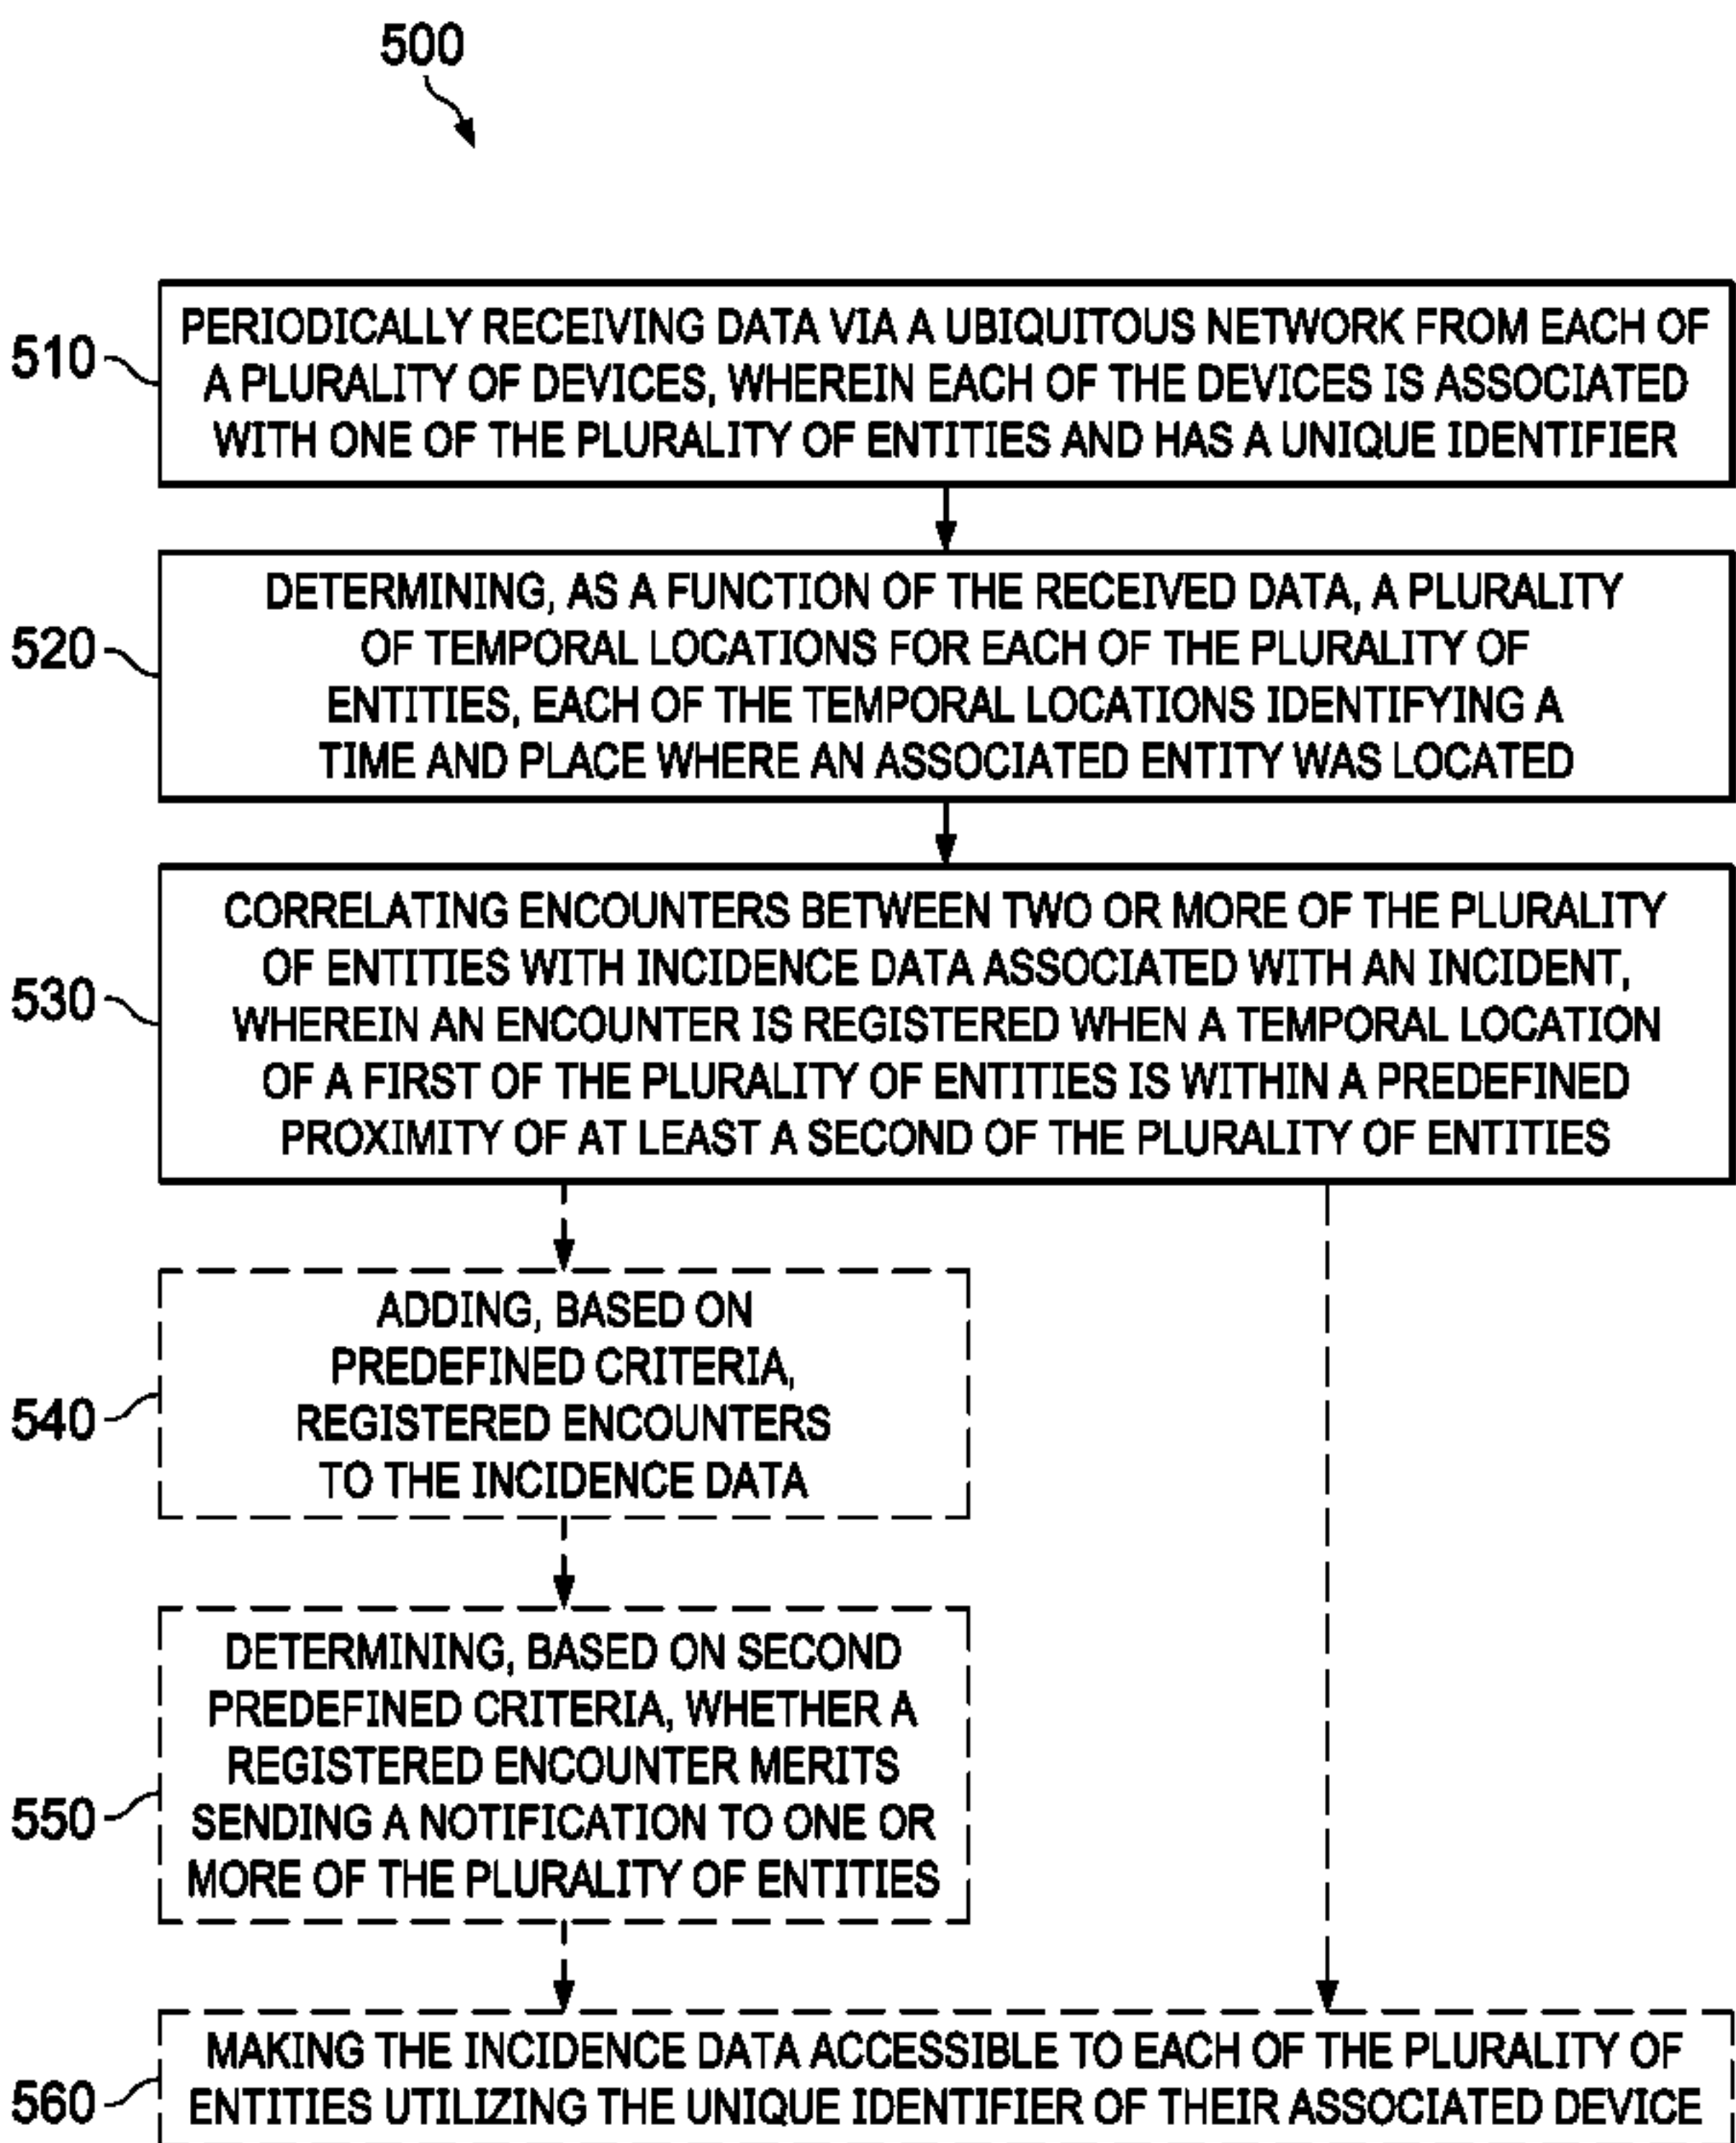 500
510
PERIODICALLY RECEIVING DATA VIA A UBIQUITOUS NETWORK FROM EACH OF
A PLURALITY OF DEVICES, WHEREIN EACH OF THE DEVICES IS ASSOCIATED
WITH ONE OF THE PLURALITY OF ENTITIES AND HAS A UNIQUE IDENTIFIER
520
DETERMINING, AS A FUNCTION OF THE RECEIVED DATA, A PLURALITY
OF TEMPORAL LOCATIONS FOR EACH OF THE PLURALITY OF
ENTITIES, EACH OF THE TEMPORAL LOCATIONS IDENTIFYING A
TIME AND PLACE WHERE AN ASSOCIATED ENTITY WAS LOCATED
530
CORRELATING ENCOUNTERS BETWEEN TWO OR MORE OF THE PLURALITY
OF ENTITIES WITH INCIDENCE DATA ASSOCIATED WITH AN INCIDENT,
WHEREIN AN ENCOUNTER IS REGISTERED WHEN A TEMPORAL LOCATION
OF A FIRST OF THE PLURALITY OF ENTITIES IS WITHIN A PREDEFINED
PROXIMITY OF AT LEAST A SECOND OF THE PLURALITY OF ENTITIES
540
ADDING, BASED ON
PREDEFINED CRITERIA,
REGISTERED ENCOUNTERS
TO THE INCIDENCE DATA
550
DETERMINING, BASED ON SECOND
PREDEFINED CRITERIA, WHETHER A
REGISTERED ENCOUNTER MERITS
SENDING A NOTIFICATION TO ONE OR
MORE OF THE PLURALITY OF ENTITIES
560
MAKING THE INCIDENCE DATA ACCESSIBLE TO EACH OF THE PLURALITY OF
ENTITIES UTILIZING THE UNIQUE IDENTIFIER OF THEIR ASSOCIATED DEVICE